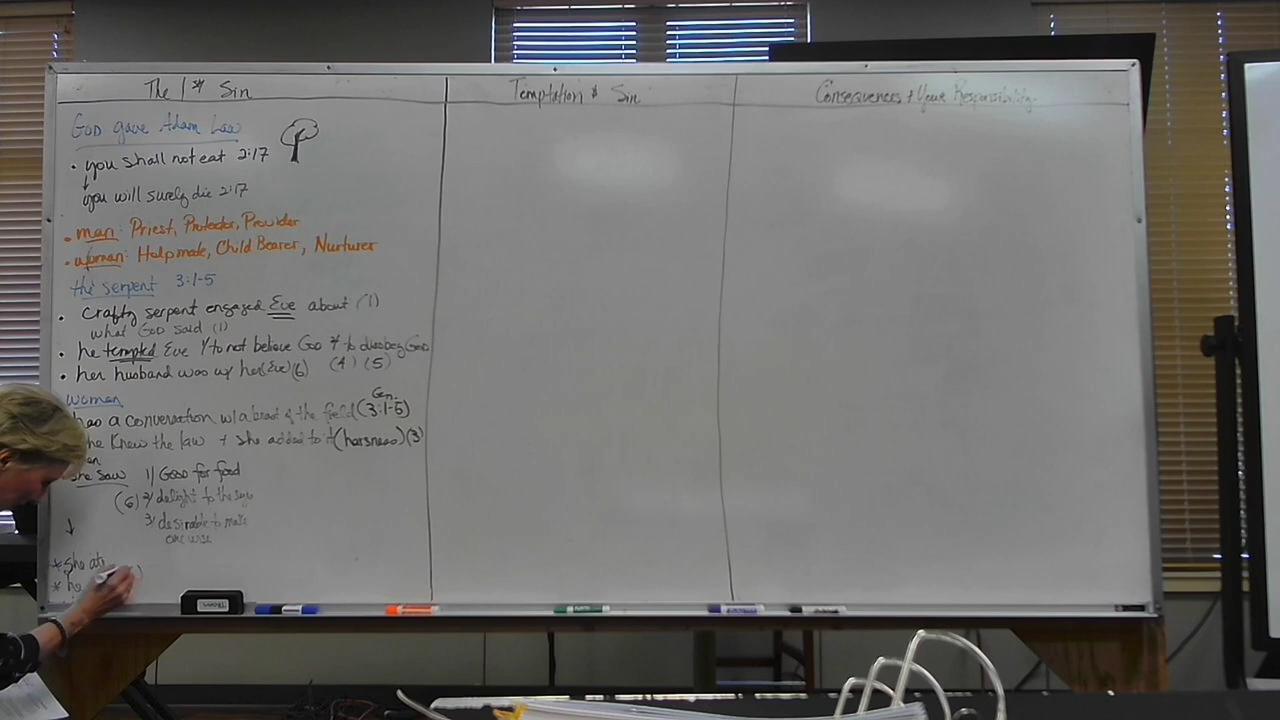 The 1st Sin
Temptation & Sin
Consequences & Your Responsibility
God gave Adam Law
• you shall not eat 2:17
↓
you will surely die 2:17
• man: Priest, Protector, Provider
• woman: Helpmate, Child Bearer, Nurturer
the serpent 3:1-5
• crafty serpent engaged Eve about (1)
what God said (1)
• he tempted Eve to not believe God & to disobey God
• her husband was w/ her (Eve) (6) (4) (5)
woman
has a conversation w/ a beast of the field (Gen. 3:1-5)
he knew the law + she added to it (harsness) (3)
she saw 1/ Good for food
(6) 2/ delight to the eye
3/ desirable to make
one wise
↓
* she ate
* he